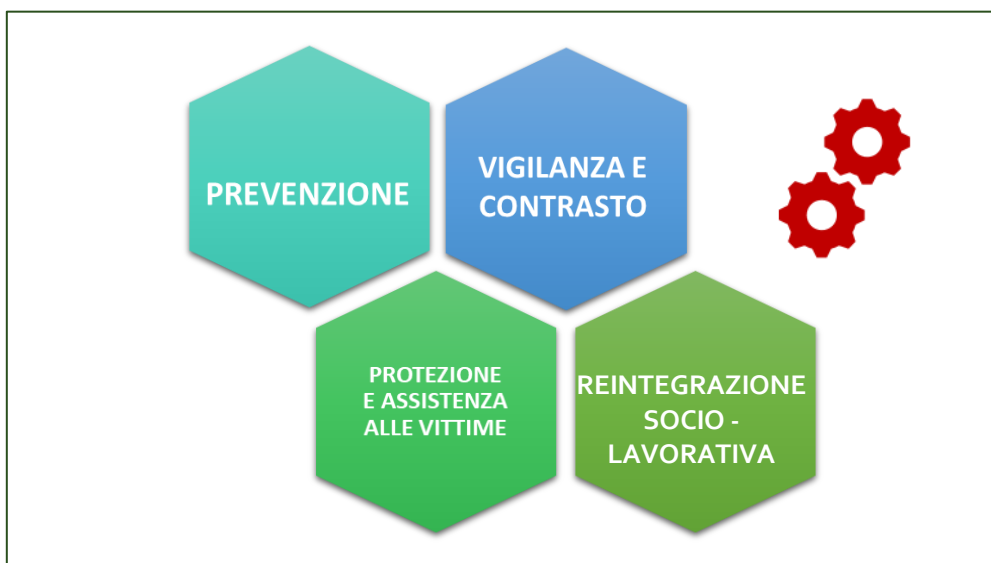 PREVENZIONE
VIGILANZA E
CONTRASTO
PROTEZIONE
E ASSISTENZA
ALLE VITTIME
REINTEGRAZIONE
SOCIO -
LAVORATIVA